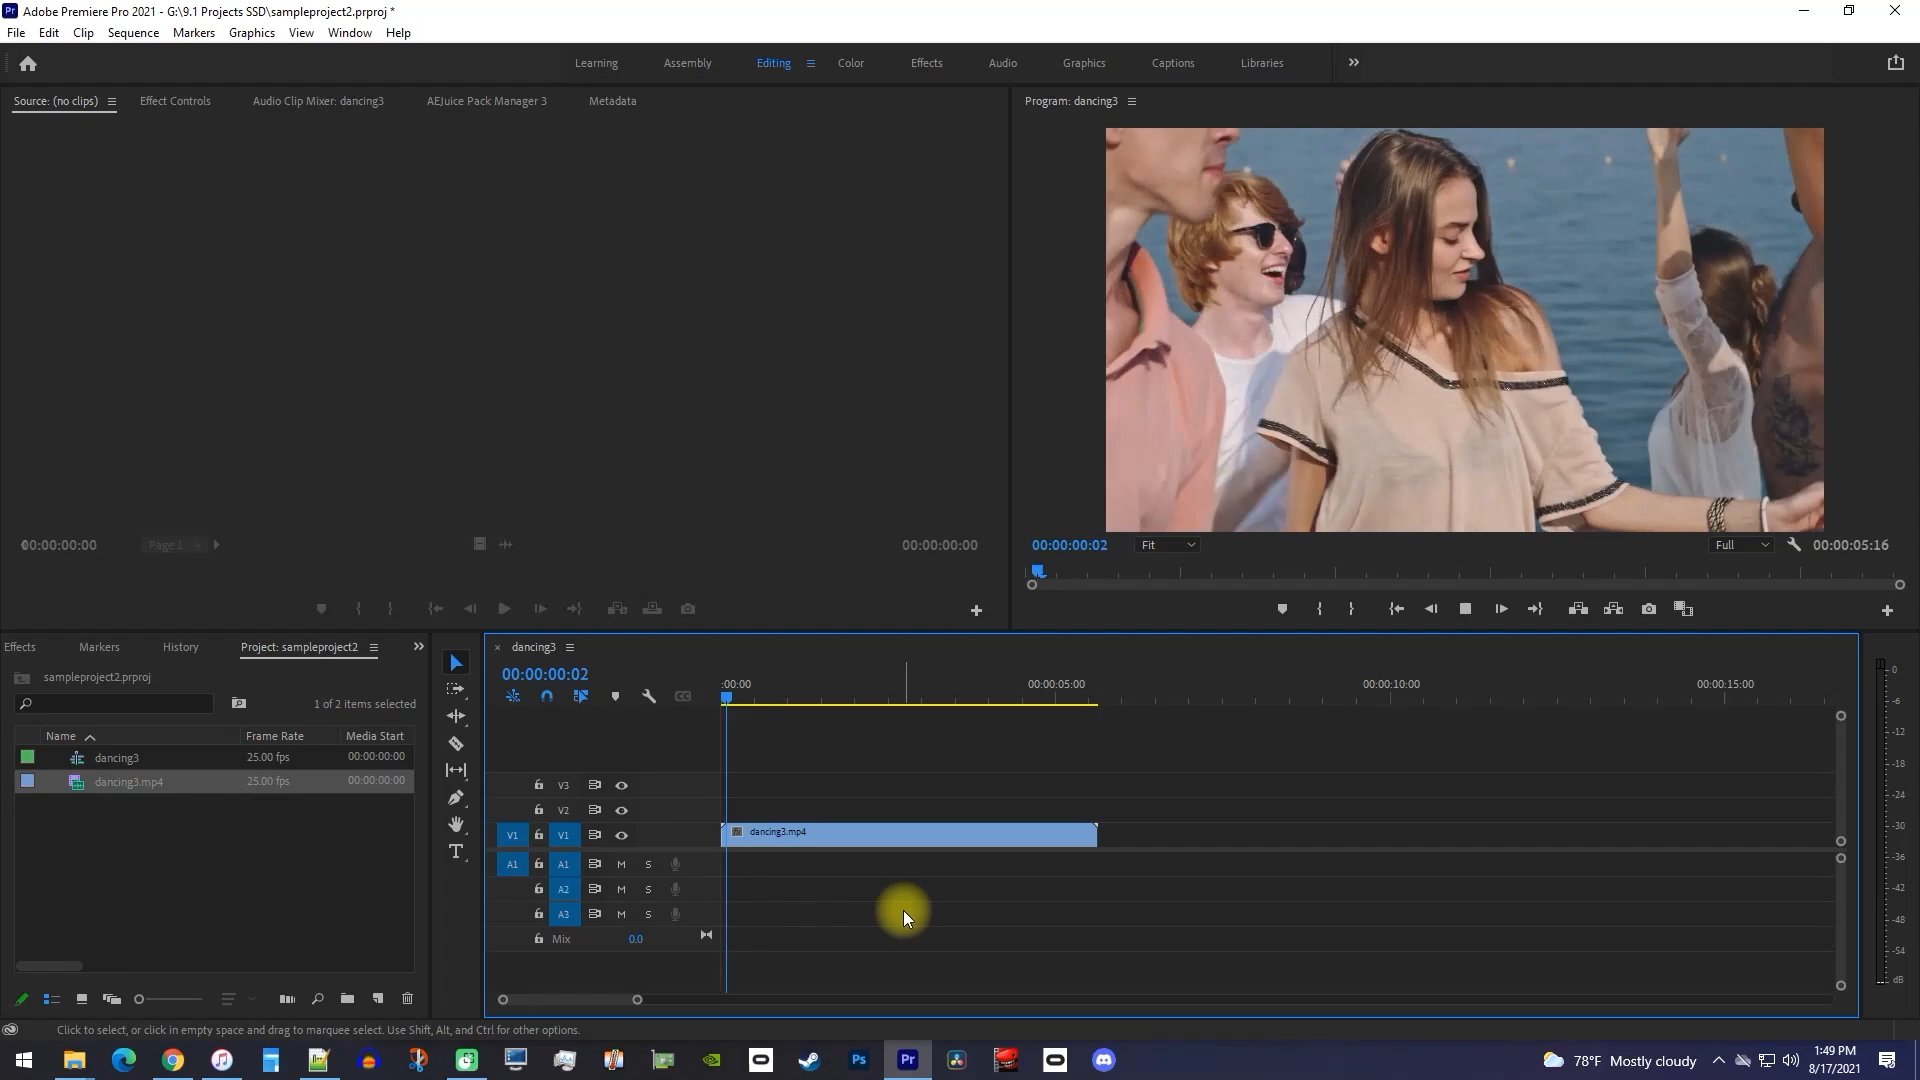 Pr Adobe Premiere Pro 2021 - G:\9.1 Projects SSD\sampleproject2.prproj *
File Edit Clip Sequence Markers Graphics View Window Help
Learning Assembly Editing Color Effects Audio Graphics Captions Libraries
Source: (no clips) Effect Controls Audio Clip Mixer: dancing3 AEJuice Pack Manager 3 Metadata
Program: dancing3
00:00:00:00 Page 1 00:00:00:00
00:00:00:02 Fit Full 00:00:05:16
Effects Markers History Project: sampleproject2
sampleproject2.prproj
1 of 2 items selected
Name Frame Rate Media Start
dancing3 25.00 fps 00:00:00:00
dancing3.mp4 25.00 fps 00:00:00:00
dancing3
00:00:00:02
:00:00 00:00:05:00 00:00:10:00 00:00:15:00
V3
V2
V1 V1 fx dancing3.mp4
A1 A1 M S
A2 M S
A3 M S
Mix 0.0
T
0
-6
-12
-18
-24
-30
-36
-42
-48
-54
dB
Click to select, or click in empty space and drag to marquee select. Use Shift, Alt, and Ctrl for other options.
Ps Pr
78°F Mostly cloudy
1:49 PM
8/17/2021